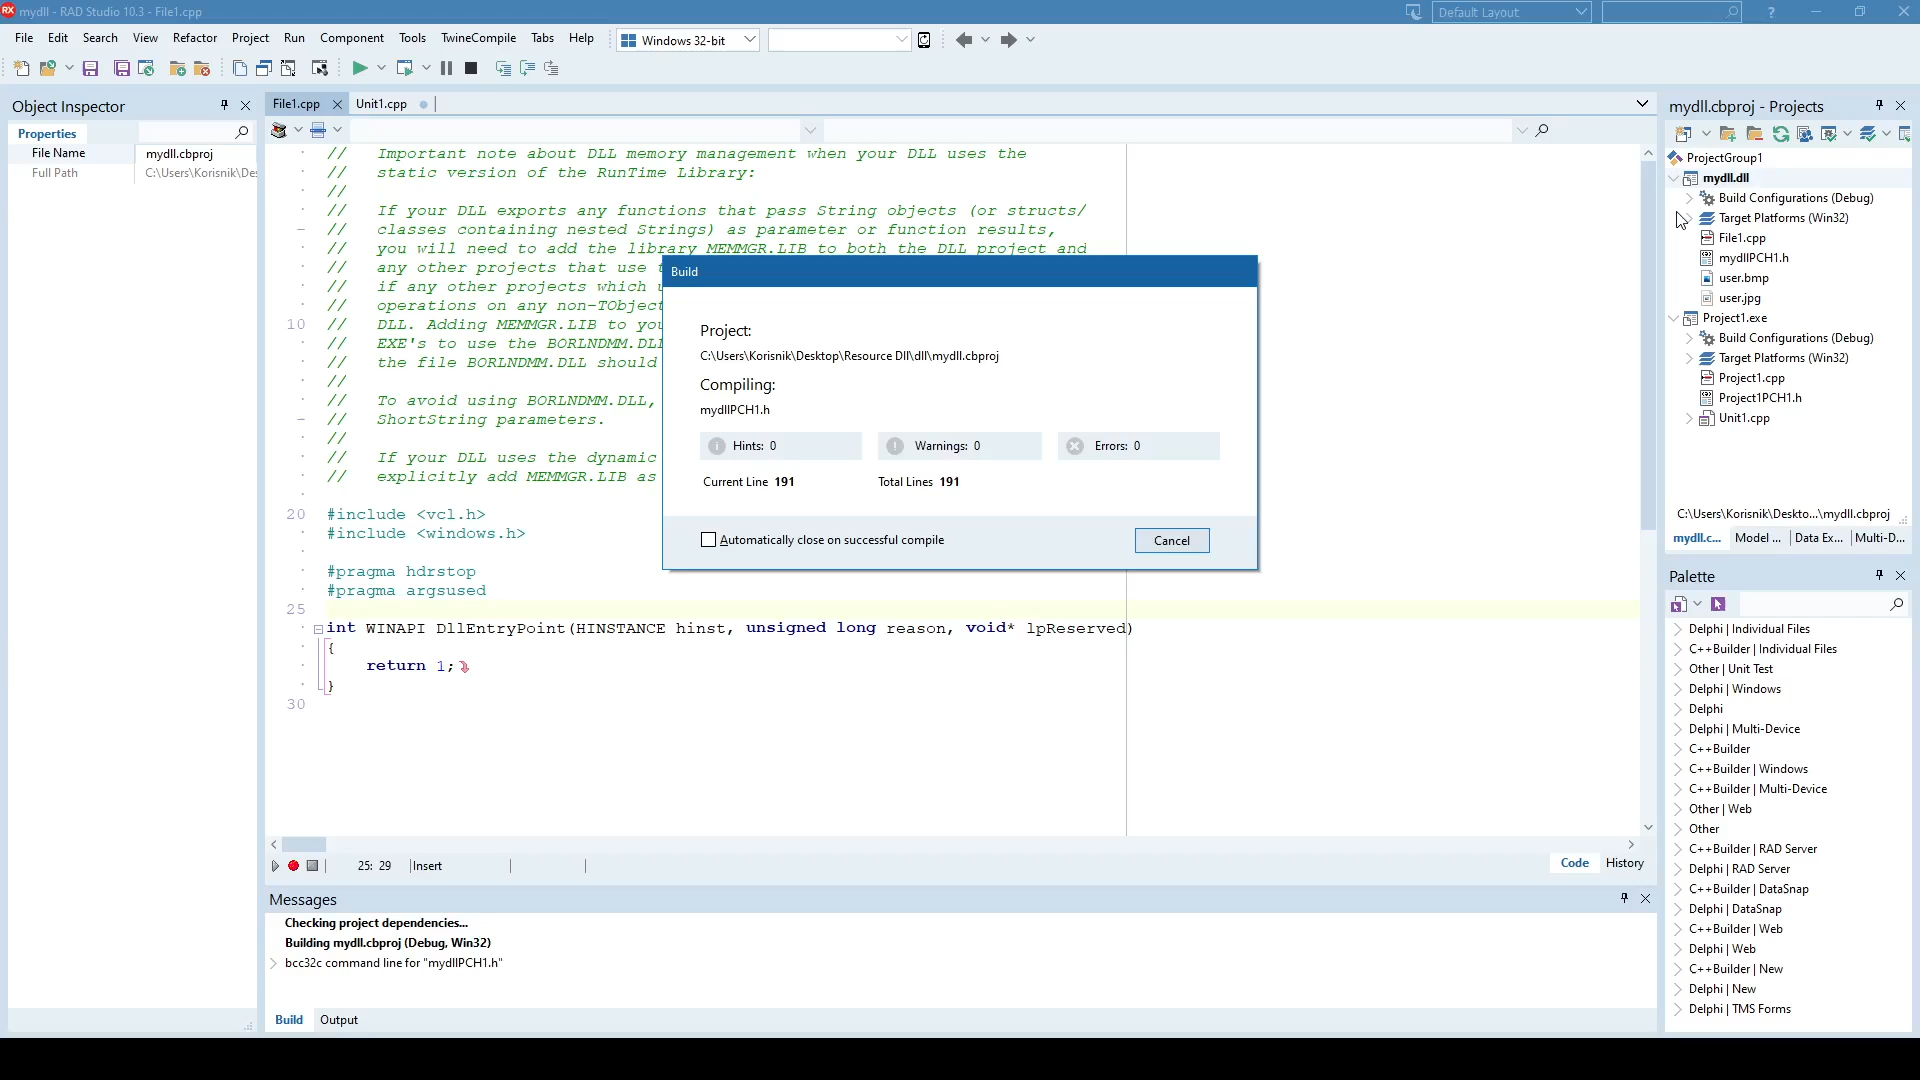 mydll - RAD Studio 10.3 - File1.cpp
Default Layout
File Edit Search View Refactor Project Run Component Tools TwineCompile Tabs Help
Windows 32-bit
Object Inspector
Properties
File Name mydll.cbproj
Full Path C:\Users\Korisnik\Des
File1.cpp Unit1.cpp
// Important note about DLL memory management when your DLL uses the
// static version of the RunTime Library:
//
// If your DLL exports any functions that pass String objects (or structs/
// classes containing nested Strings) as parameter or function results,
// you will need to add the library MEMMGR.LIB to both the DLL project and
// any other projects that use
// if any other projects which
// operations on any non-TObject
10 // DLL. Adding MEMMGR.LIB to you
// EXE's to use the BORLNDMM.DLL
// the file BORLNDMM.DLL should
//
// To avoid using BORLNDMM.DLL,
// ShortString parameters.
//
// If your DLL uses the dynamic
// explicitly add MEMMGR.LIB as
20 #include <vcl.h>
#include <windows.h>
#pragma hdrstop
#pragma argsused
25
int WINAPI DllEntryPoint(HINSTANCE hinst, unsigned long reason, void* lpReserved)
{
return 1;
}
30
25: 29 Insert
Code History
Build
Project:
C:\Users\Korisnik\Desktop\Resource Dll\dll\mydll.cbproj
Compiling:
mydllPCH1.h
Hints: 0 Warnings: 0 Errors: 0
Current Line 191 Total Lines 191
Automatically close on successful compile
Cancel
Messages
Checking project dependencies...
Building mydll.cbproj (Debug, Win32)
bcc32c command line for "mydllPCH1.h"
Build Output
mydll.cbproj - Projects
ProjectGroup1
mydll.dll
Build Configurations (Debug)
Target Platforms (Win32)
File1.cpp
mydllPCH1.h
user.bmp
user.jpg
Project1.exe
Build Configurations (Debug)
Target Platforms (Win32)
Project1.cpp
Project1PCH1.h
Unit1.cpp
C:\Users\Korisnik\Deskto...\mydll.cbproj
mydll.c... Model ... Data Ex... Multi-D...
Palette
Delphi | Individual Files
C++Builder | Individual Files
Other | Unit Test
Delphi | Windows
Delphi
Delphi | Multi-Device
C++Builder
C++Builder | Windows
C++Builder | Multi-Device
Other | Web
Other
C++Builder | RAD Server
Delphi | RAD Server
C++Builder | DataSnap
Delphi | DataSnap
C++Builder | Web
Delphi | Web
C++Builder | New
Delphi | New
Delphi | TMS Forms